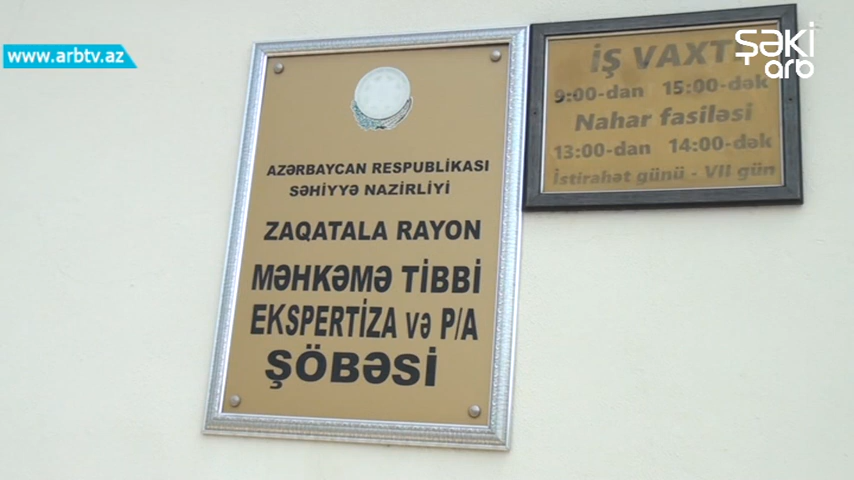 www.arbtv.az
ŞƏKİ
arb
AZƏRBAYCAN RESPUBLİKASI
SƏHİYYƏ NAZİRLİYİ
ZAQATALA RAYON
MƏHKƏMƏ TİBBİ
EKSPERTİZA VƏ P/A
ŞÖBƏSİ
İŞ VAXTI
9:00-dan 15:00-dək
Nahar fasiləsi
13:00-dan 14:00-dək
İstirahət günü - VII gün